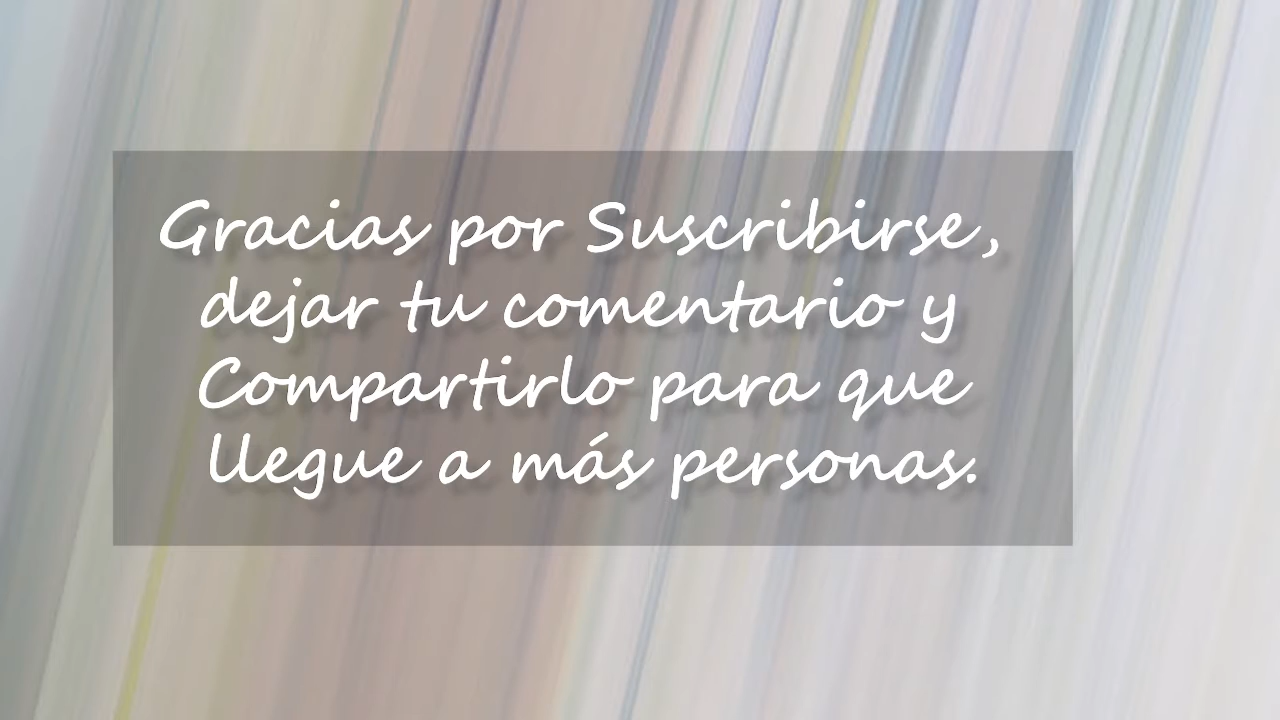 Gracias por Suscribirse,
dejar tu comentario y
Compartirlo para que
llegue a más personas.